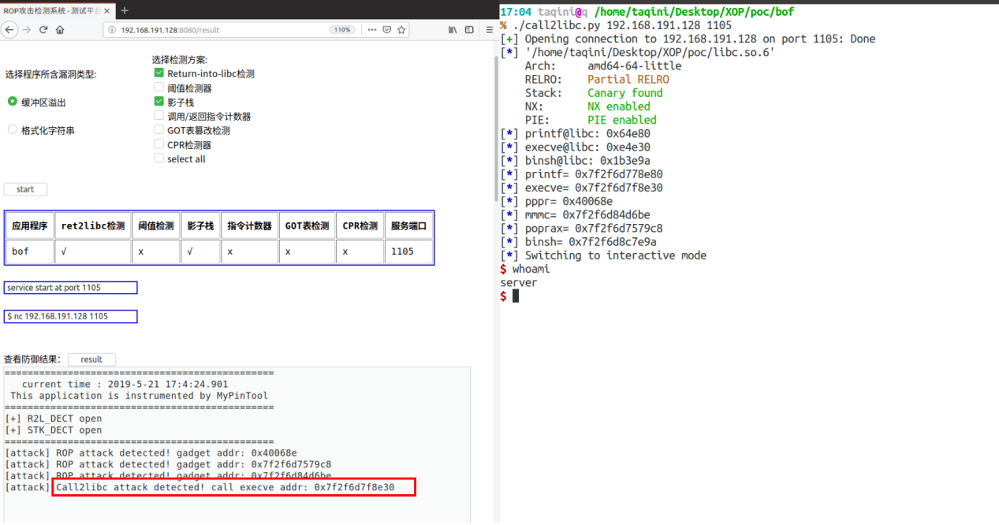 ROP攻击检测系统 - 测试平台
192.168.191.128:8080/result
110%
选择检测方案:
选择程序所含漏洞类型:
Return-into-libc检测
阈值检测器
缓冲区溢出
影子栈
调用/返回指令计数器
格式化字符串
GOT表篡改检测
CPR检测器
select all
start
应用程序 ret2libc检测 阈值检测 影子栈 指令计数器 GOT表检测 CPR检测 服务端口
bof √ x √ x x x 1105
service start at port 1105
$ nc 192.168.191.128 1105
查看防御结果: result
===============================================
current time : 2019-5-21 17:4:24.901
This application is instrumented by MyPinTool
===============================================
[+] R2L_DECT open
[+] STK_DECT open
===============================================
[attack] ROP attack detected! gadget addr: 0x40068e
[attack] ROP attack detected! gadget addr: 0x7f2f6d7579c8
[attack] ROP attack detected! gadget addr: 0x7f2f6d84d6be
[attack] Call2libc attack detected! call execve addr: 0x7f2f6d7f8e30
17:04 taqini@q /home/taqini/Desktop/XOP/poc/bof
% ./call2libc.py 192.168.191.128 1105
[+] Opening connection to 192.168.191.128 on port 1105: Done
[*] '/home/taqini/Desktop/XOP/poc/libc.so.6'
Arch: amd64-64-little
RELRO: Partial RELRO
Stack: Canary found
NX: NX enabled
PIE: PIE enabled
[*] printf@libc: 0x64e80
[*] execve@libc: 0xe4e30
[*] binsh@libc: 0x1b3e9a
[*] printf= 0x7f2f6d778e80
[*] execve= 0x7f2f6d7f8e30
[*] pppr= 0x40068e
[*] mmmc= 0x7f2f6d84d6be
[*] poprax= 0x7f2f6d7579c8
[*] binsh= 0x7f2f6d8c7e9a
[*] Switching to interactive mode
$ whoami
server
$